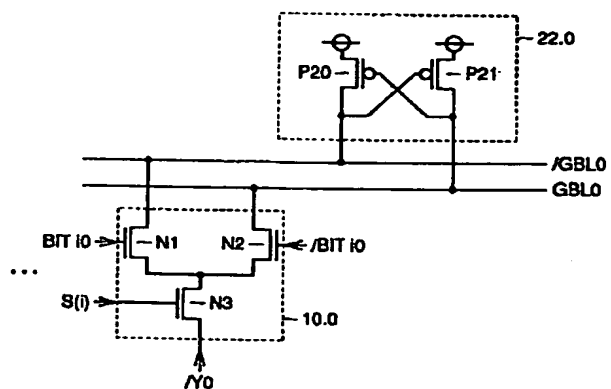 22.0
P20
P21
/GBL0
GBL0
BIT i0
N1
N2
/BIT i0
...
S(i)
N3
10.0
/Y0